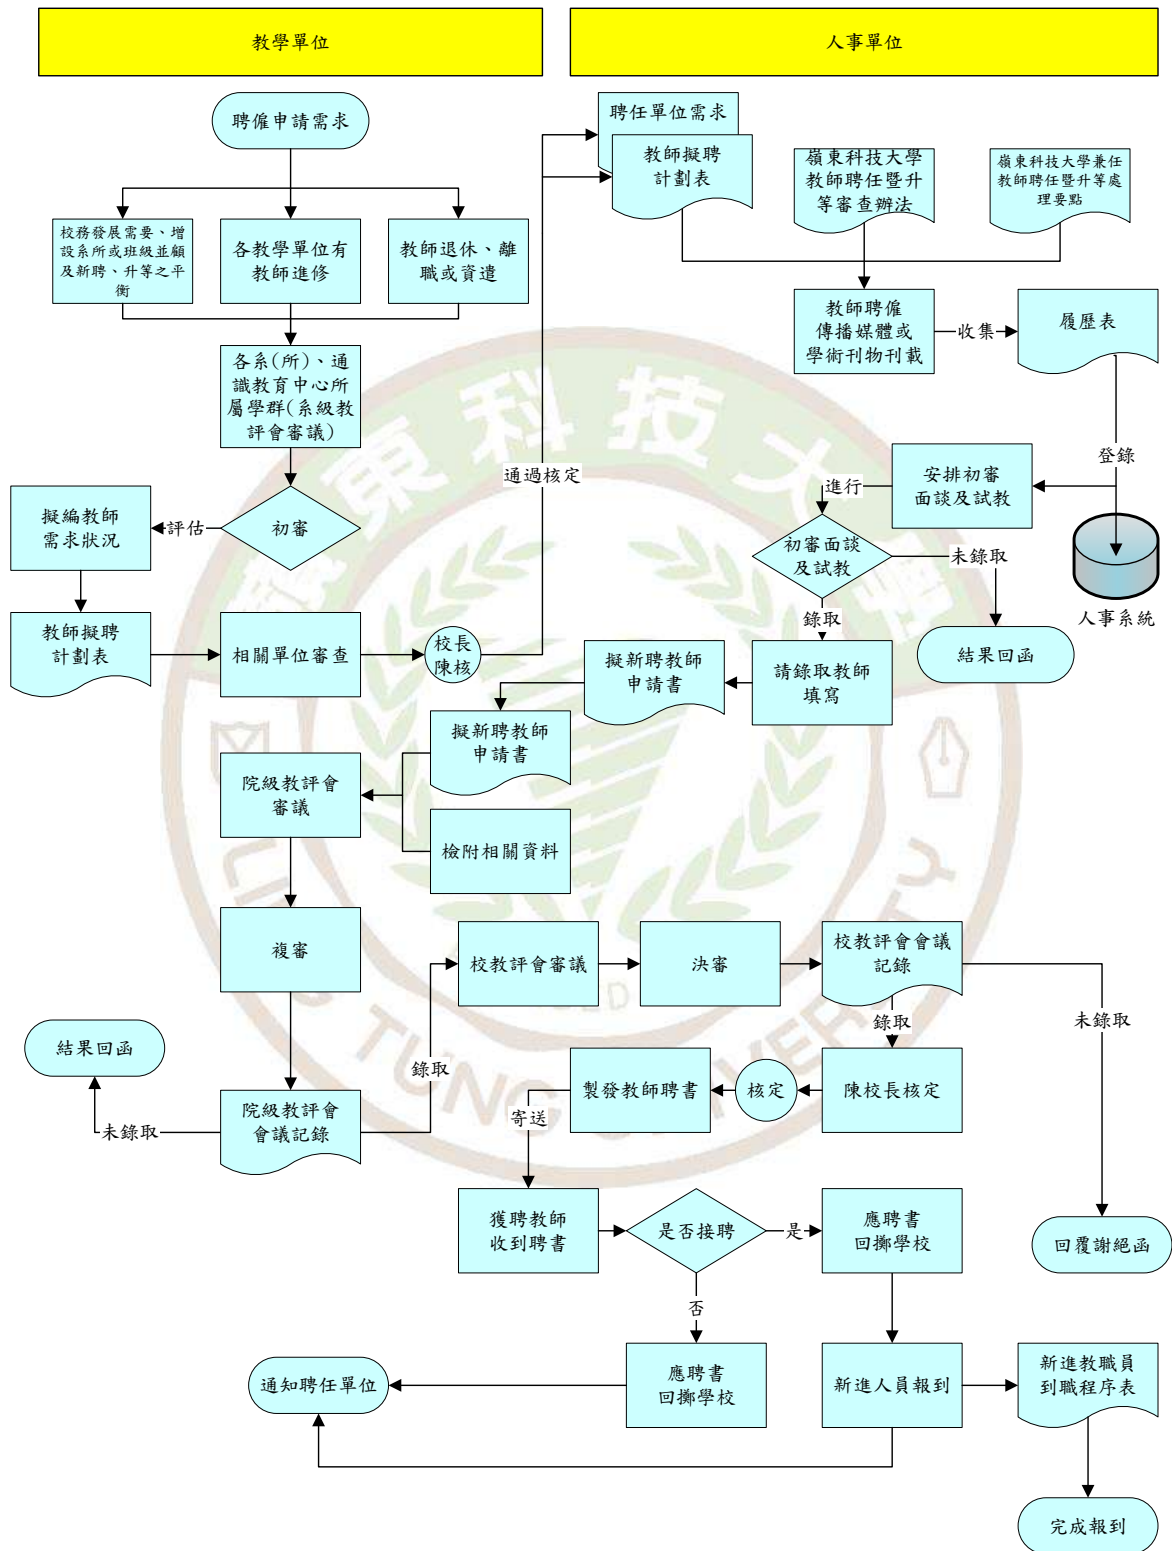 教學單位
人事單位
聘僱申請需求
校務發展需要、增
設系所或班級並顧
及新聘、升等之平
衡
各教學單位有
教師進修
教師退休、離
職或資遣
各系(所)、通
識教育中心所
屬學群(系級教
評會審議)
初審
評估
擬編教師
需求狀況
教師擬聘
計劃表
相關單位審查
校長
陳核
通過核定
聘任單位需求
教師擬聘
計劃表
嶺東科技大學
教師聘任暨升
等審查辦法
嶺東科技大學兼任
教師聘任暨升等處
理要點
教師聘僱
傳播媒體或
學術刊物刊載
收集
履歷表
登錄
人事系統
安排初審
面談及試教
進行
初審面談
及試教
未錄取
結果回函
錄取
請錄取教師
填寫
擬新聘教師
申請書
擬新聘教師
申請書
檢附相關資料
院級教評會
審議
複審
院級教評會
會議記錄
未錄取
結果回函
錄取
校教評會審議
決審
校教評會會議
記錄
未錄取
回覆謝絕函
錄取
陳校長核定
核定
製發教師聘書
寄送
獲聘教師
收到聘書
是否接聘
是
應聘書
回擲學校
否
應聘書
回擲學校
通知聘任單位
新進人員報到
新進教職員
到職程序表
完成報到